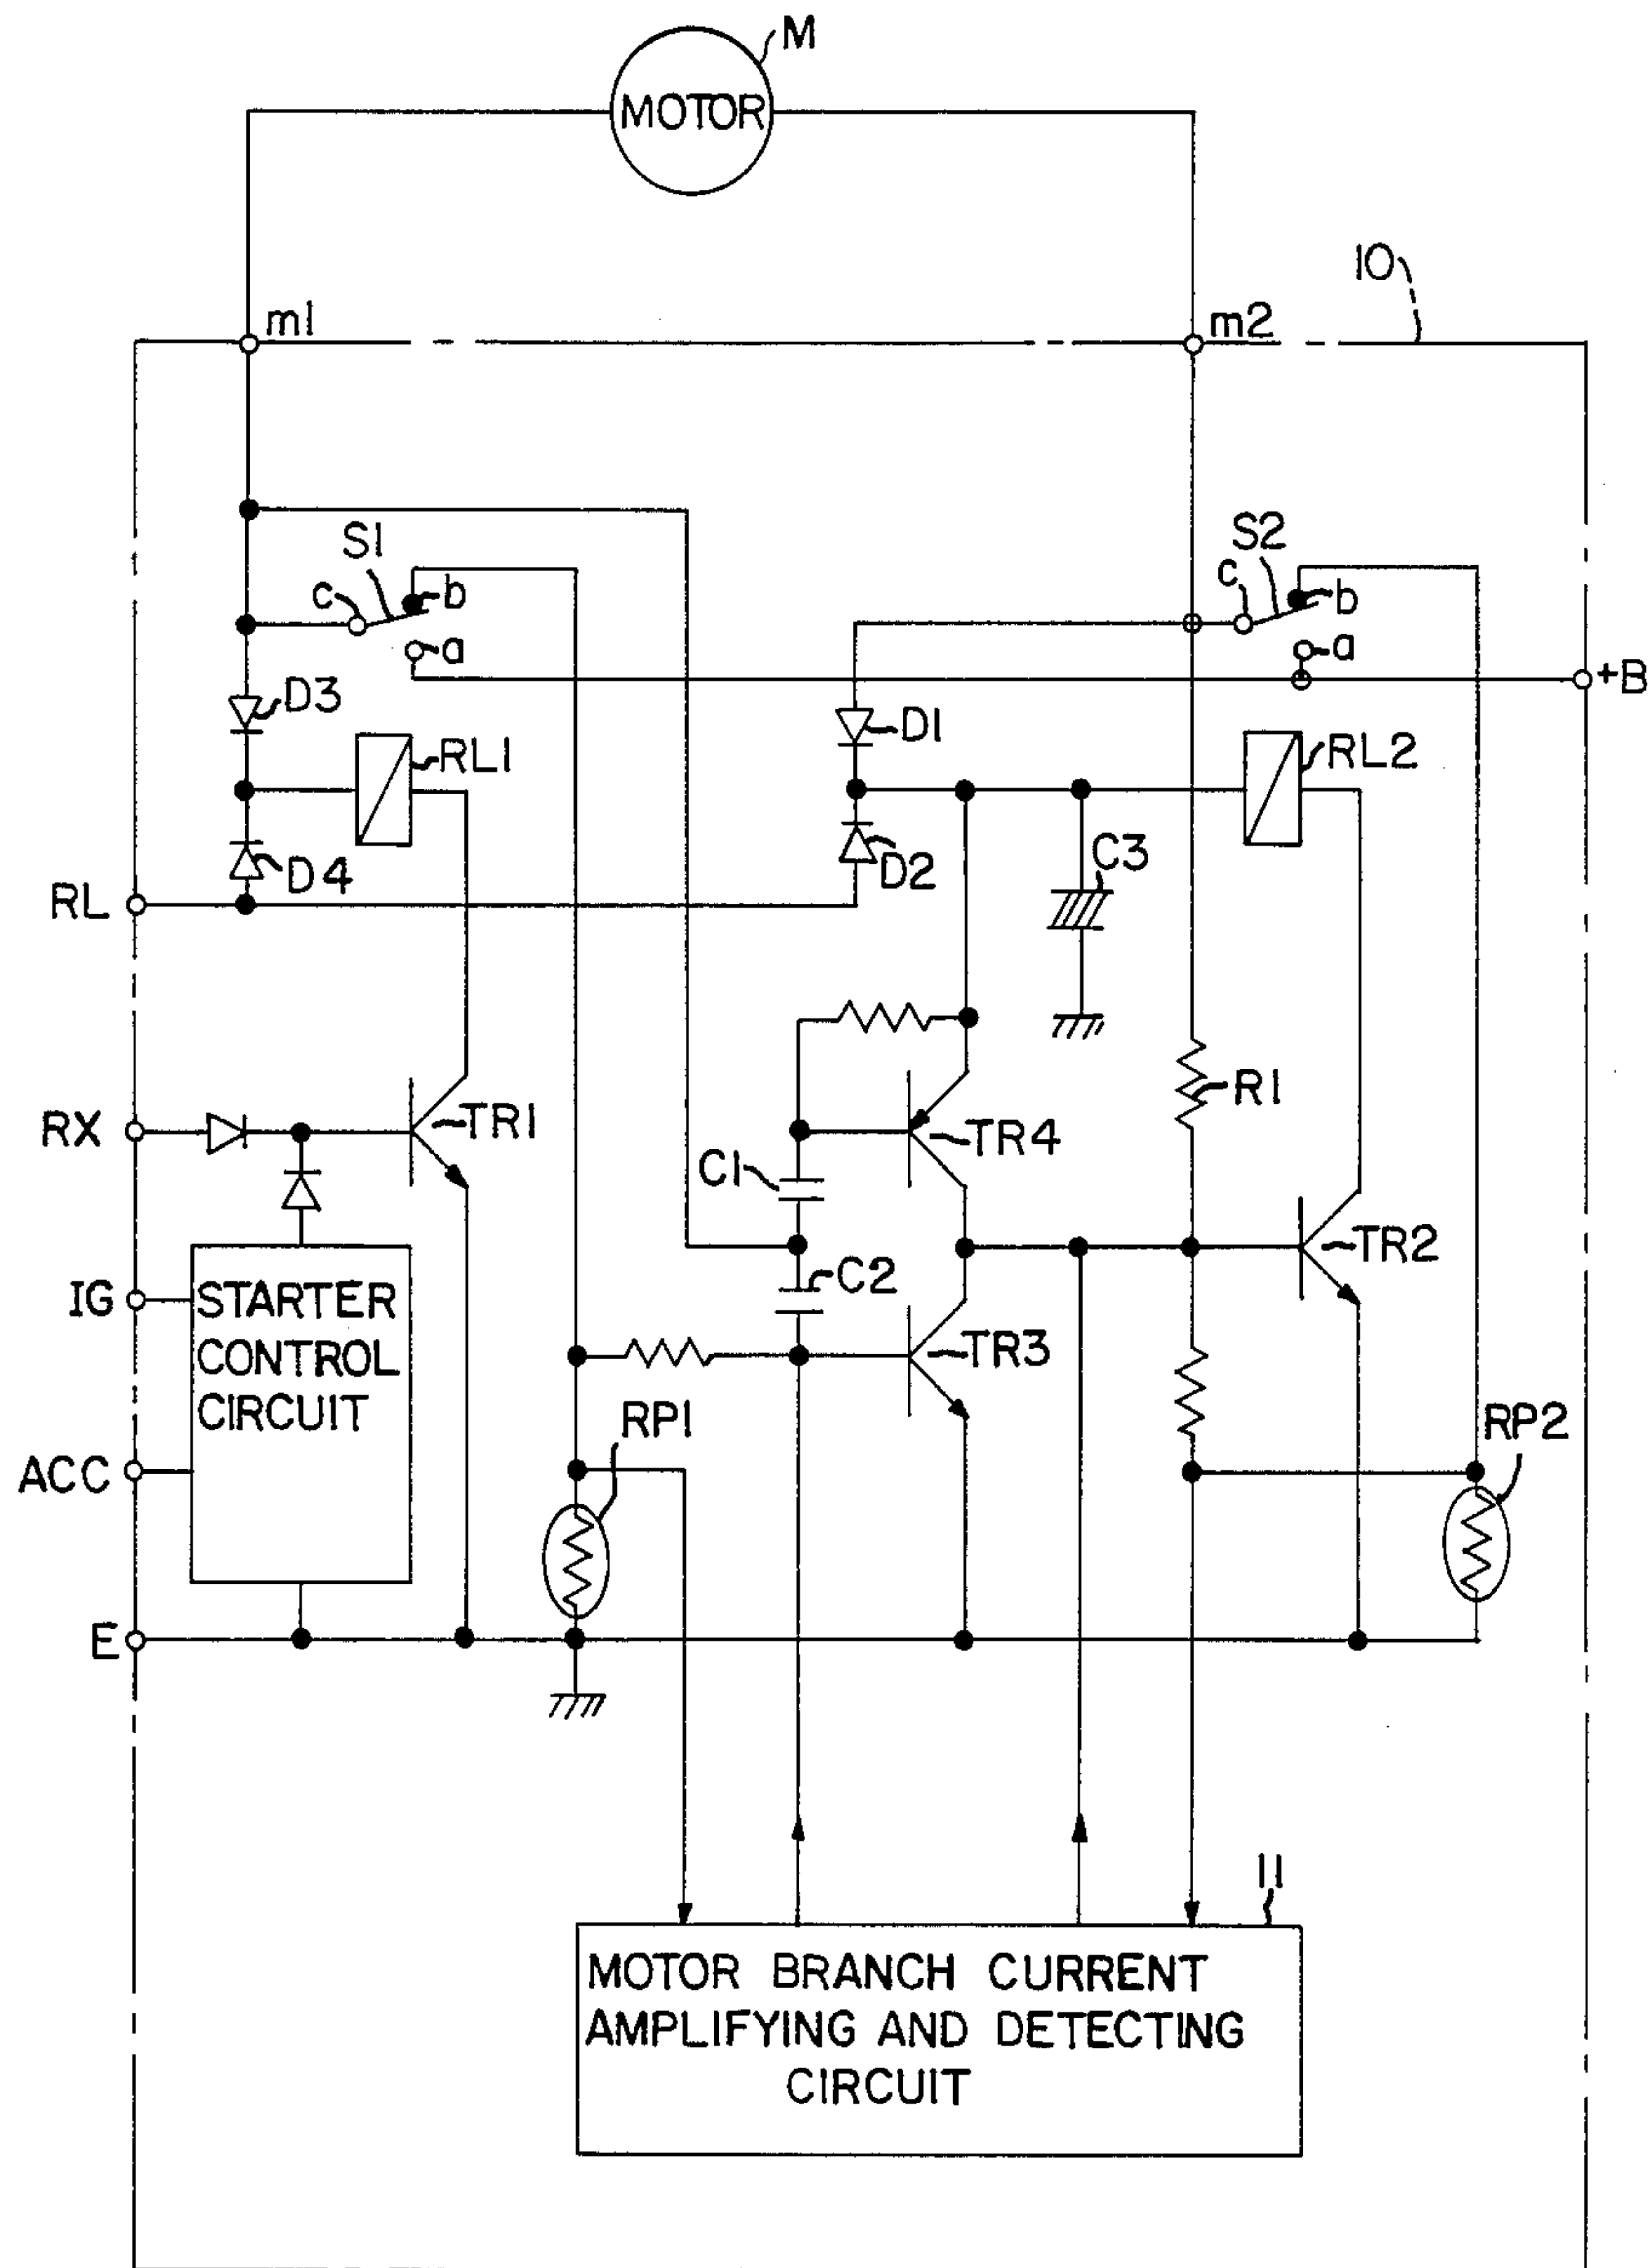 M
MOTOR
10
m1
m2
S1
S2
c
b
c
b
a
a
+B
D3
D1
RL1
RL2
D4
D2
C3
RL
R1
RX
TR1
TR4
C1
TR2
C2
IG
STARTER
CONTROL
CIRCUIT
TR3
RP1
RP2
ACC
E
11
MOTOR BRANCH CURRENT
AMPLIFYING AND DETECTING
CIRCUIT